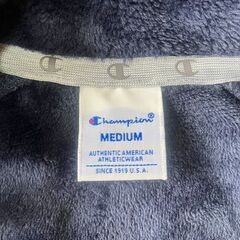 Champion
MEDIUM
AUTHENTIC AMERICAN
ATHLETICWEAR
SINCE 1919 U.S.A.